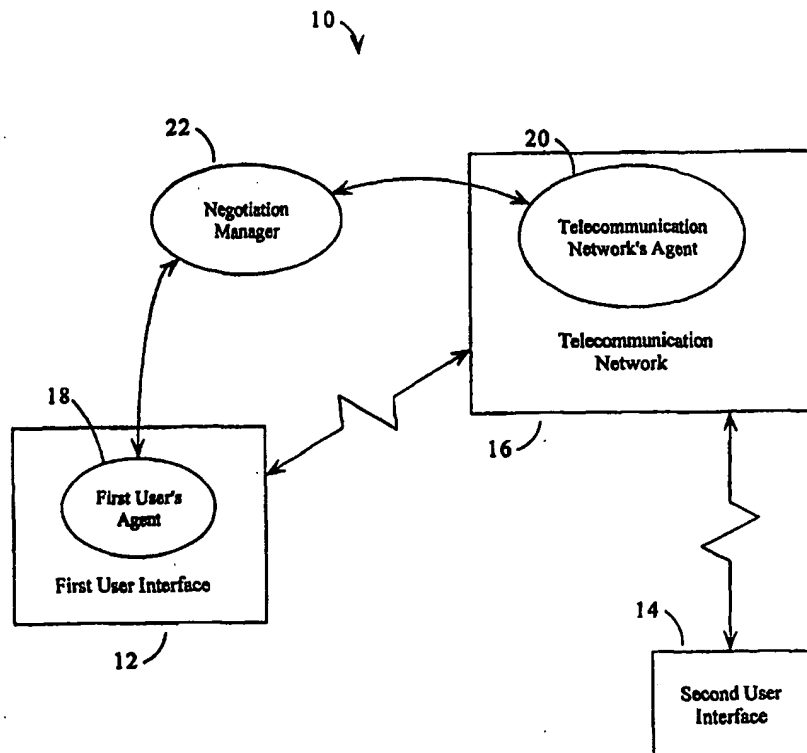 10
22
20
Negotiation
Manager
Telecommunication
Network's Agent
Telecommunication
Network
18
16
First User's
Agent
First User Interface
14
12
Second User
Interface